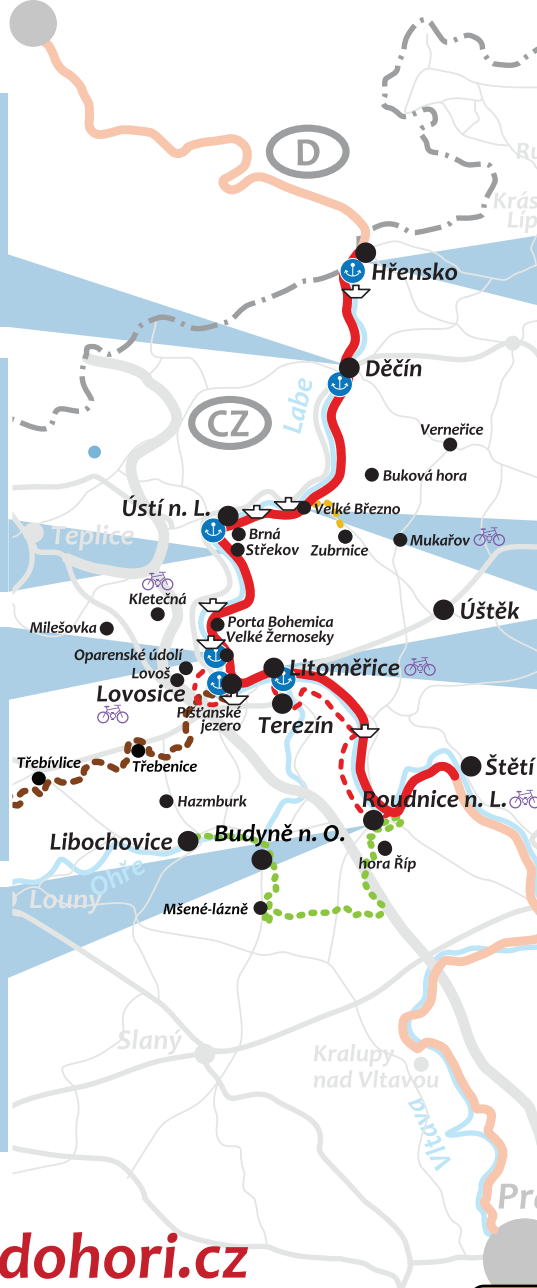 D
Krás
Líp
Hřensko
Děčín
Labe
CZ
Verneřice
Buková hora
Ústí n. L.
Velké Březno
Teplice
Brná
Střekov
Zubrnice
Mukařov
Kletečná
Úštěk
Milešovka
Porta Bohemica
Velké Žernoseky
Oparenské údolí
Lovoš
Litoměřice
Lovosice
Píšťanské
jezero
Terezín
Třebívlice
Třebenice
Štětí
Hazmburk
Roudnice n. L.
Libochovice
Budyně n. O.
hora Říp
Ohře
Louny
Mšené-lázně
Slaný
Kralupy
nad Vltavou
Vltava
Pra
dohori.cz